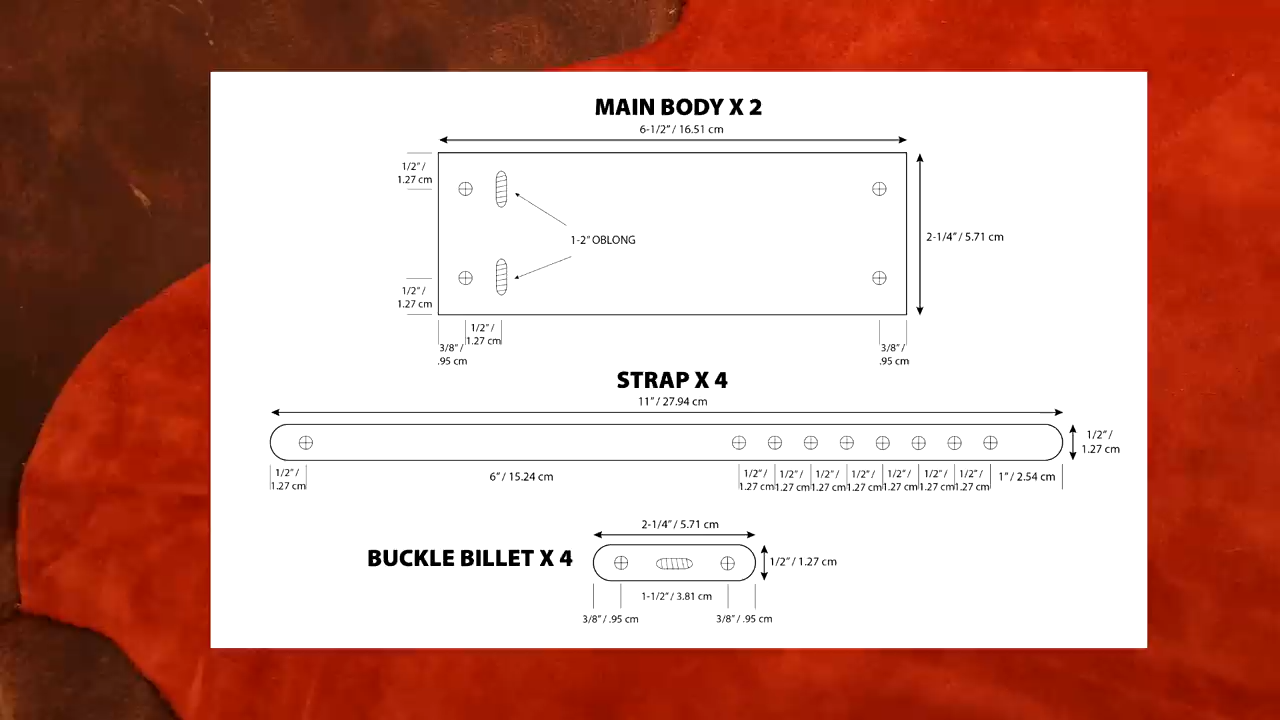 MAIN BODY X 2
6-1/2” / 16.51 cm
1/2” /
1.27 cm
1-2” OBLONG
2-1/4” / 5.71 cm
1/2” /
1.27 cm
1/2” /
1.27 cm
3/8” /
.95 cm
3/8” /
.95 cm
STRAP X 4
11” / 27.94 cm
1/2” /
1.27 cm
1/2” /
1.27 cm
6” / 15.24 cm
1/2” / 1/2” / 1/2” / 1/2” / 1/2” / 1/2” / 1/2” /
1.27 cm 1.27 cm 1.27 cm 1.27 cm 1.27 cm 1.27 cm 1.27 cm
1” / 2.54 cm
2-1/4” / 5.71 cm
BUCKLE BILLET X 4
1/2” / 1.27 cm
1-1/2” / 3.81 cm
3/8” / .95 cm
3/8” / .95 cm